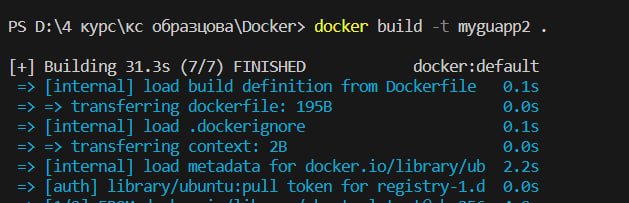 PS D:\4 курс\кс образцова\Docker> docker build -t myguapp2 .
[+] Building 31.3s (7/7) FINISHED docker:default
=> [internal] load build definition from Dockerfile 0.1s
=> => transferring dockerfile: 195B 0.0s
=> [internal] load .dockerignore 0.1s
=> => transferring context: 2B 0.0s
=> [internal] load metadata for docker.io/library/ub 2.2s
=> [auth] library/ubuntu:pull token for registry-1.d 0.0s